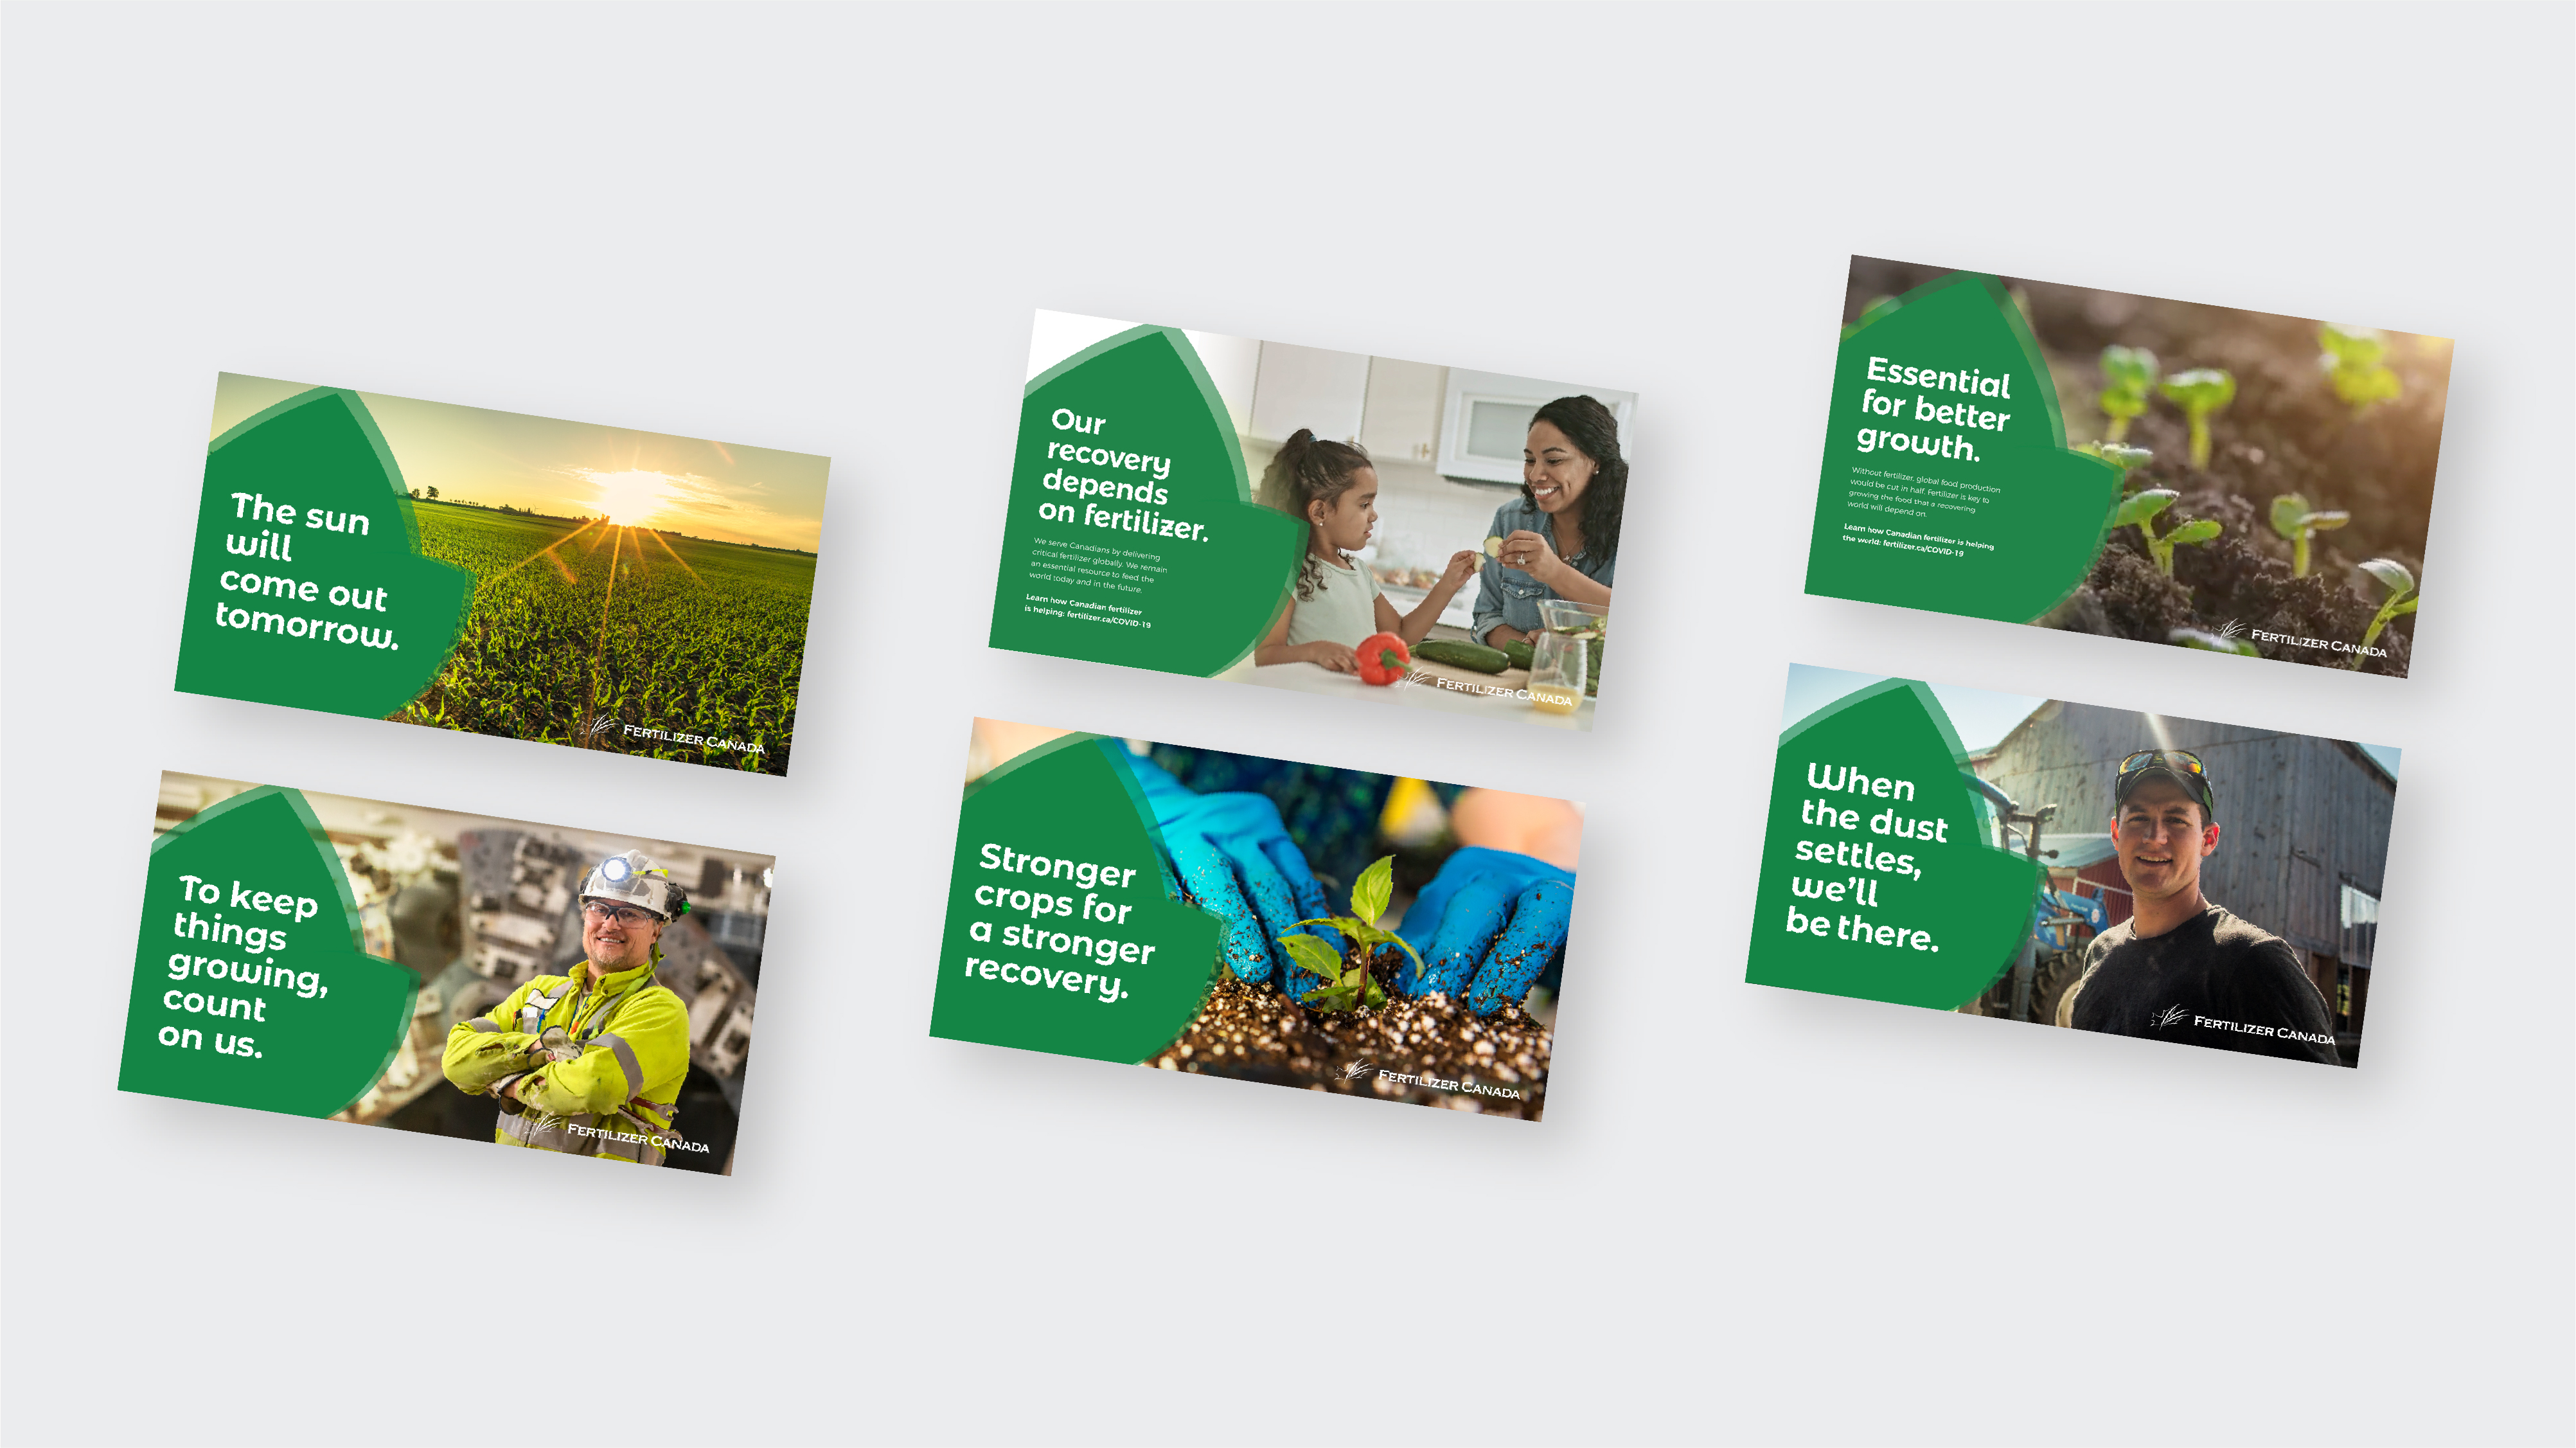 The sun
will
come out
tomorrow.
FERTILIZER CANADA
To keep
things
growing,
count
on us.
FERTILIZER CANADA
Our
recovery
depends
on fertilizer.
We serve Canadians by delivering
critical fertilizer globally. We remain
an essential resource to feed the
world today and in the future.
Learn how Canadian fertilizer
is helping: fertilizer.ca/COVID-19
FERTILIZER CANADA
Stronger
crops for
a stronger
recovery.
FERTILIZER CANADA
Essential
for better
growth.
Without fertilizer, global food production
would be cut in half. Fertilizer is key to
growing the food that a recovering
world will depend on.
Learn how Canadian fertilizer is helping
the world: fertilizer.ca/COVID-19
FERTILIZER CANADA
When
the dust
settles,
we'll
be there.
FERTILIZER CANADA